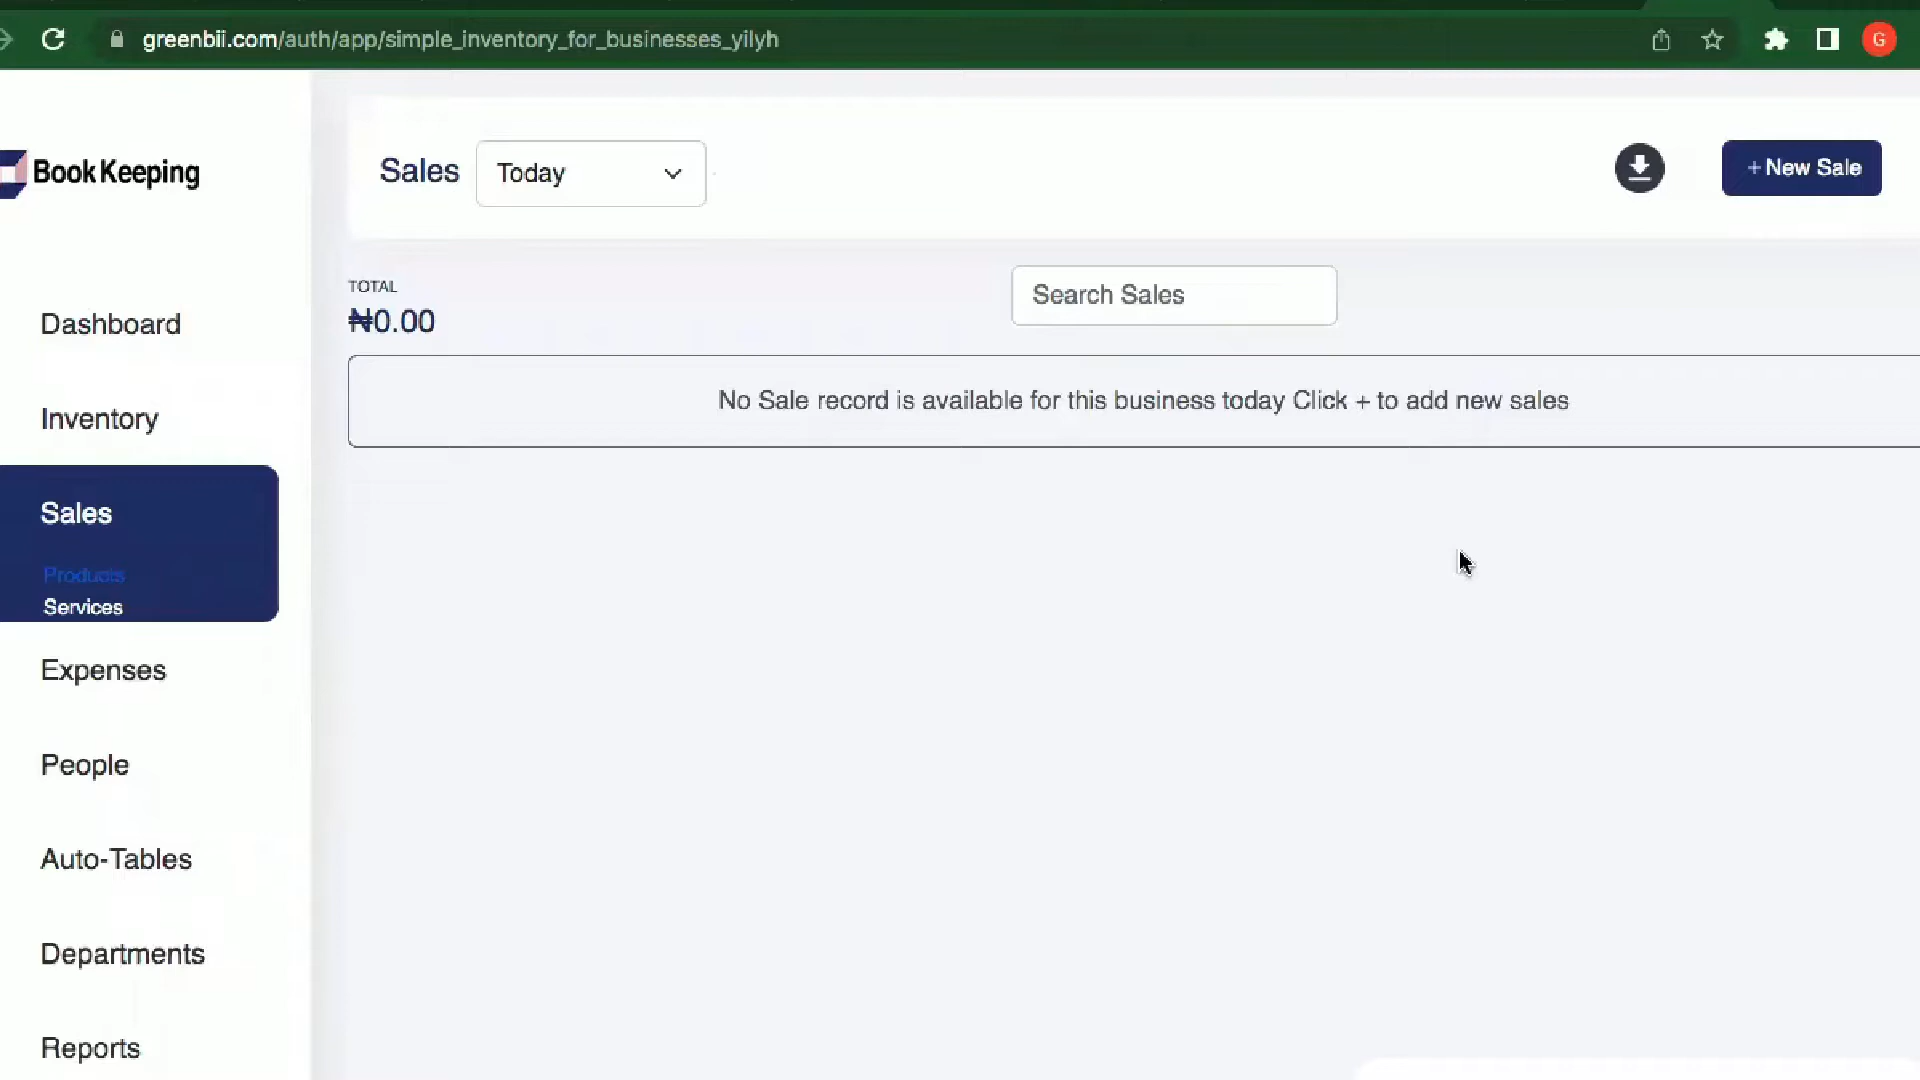 greenbii.com/auth/app/simple_inventory_for_businesses_yilyh
G
Book Keeping
Sales
Today
+ New Sale
TOTAL
₦0.00
Search Sales
No Sale record is available for this business today Click + to add new sales
Dashboard
Inventory
Sales
Products
Services
Expenses
People
Auto-Tables
Departments
Reports